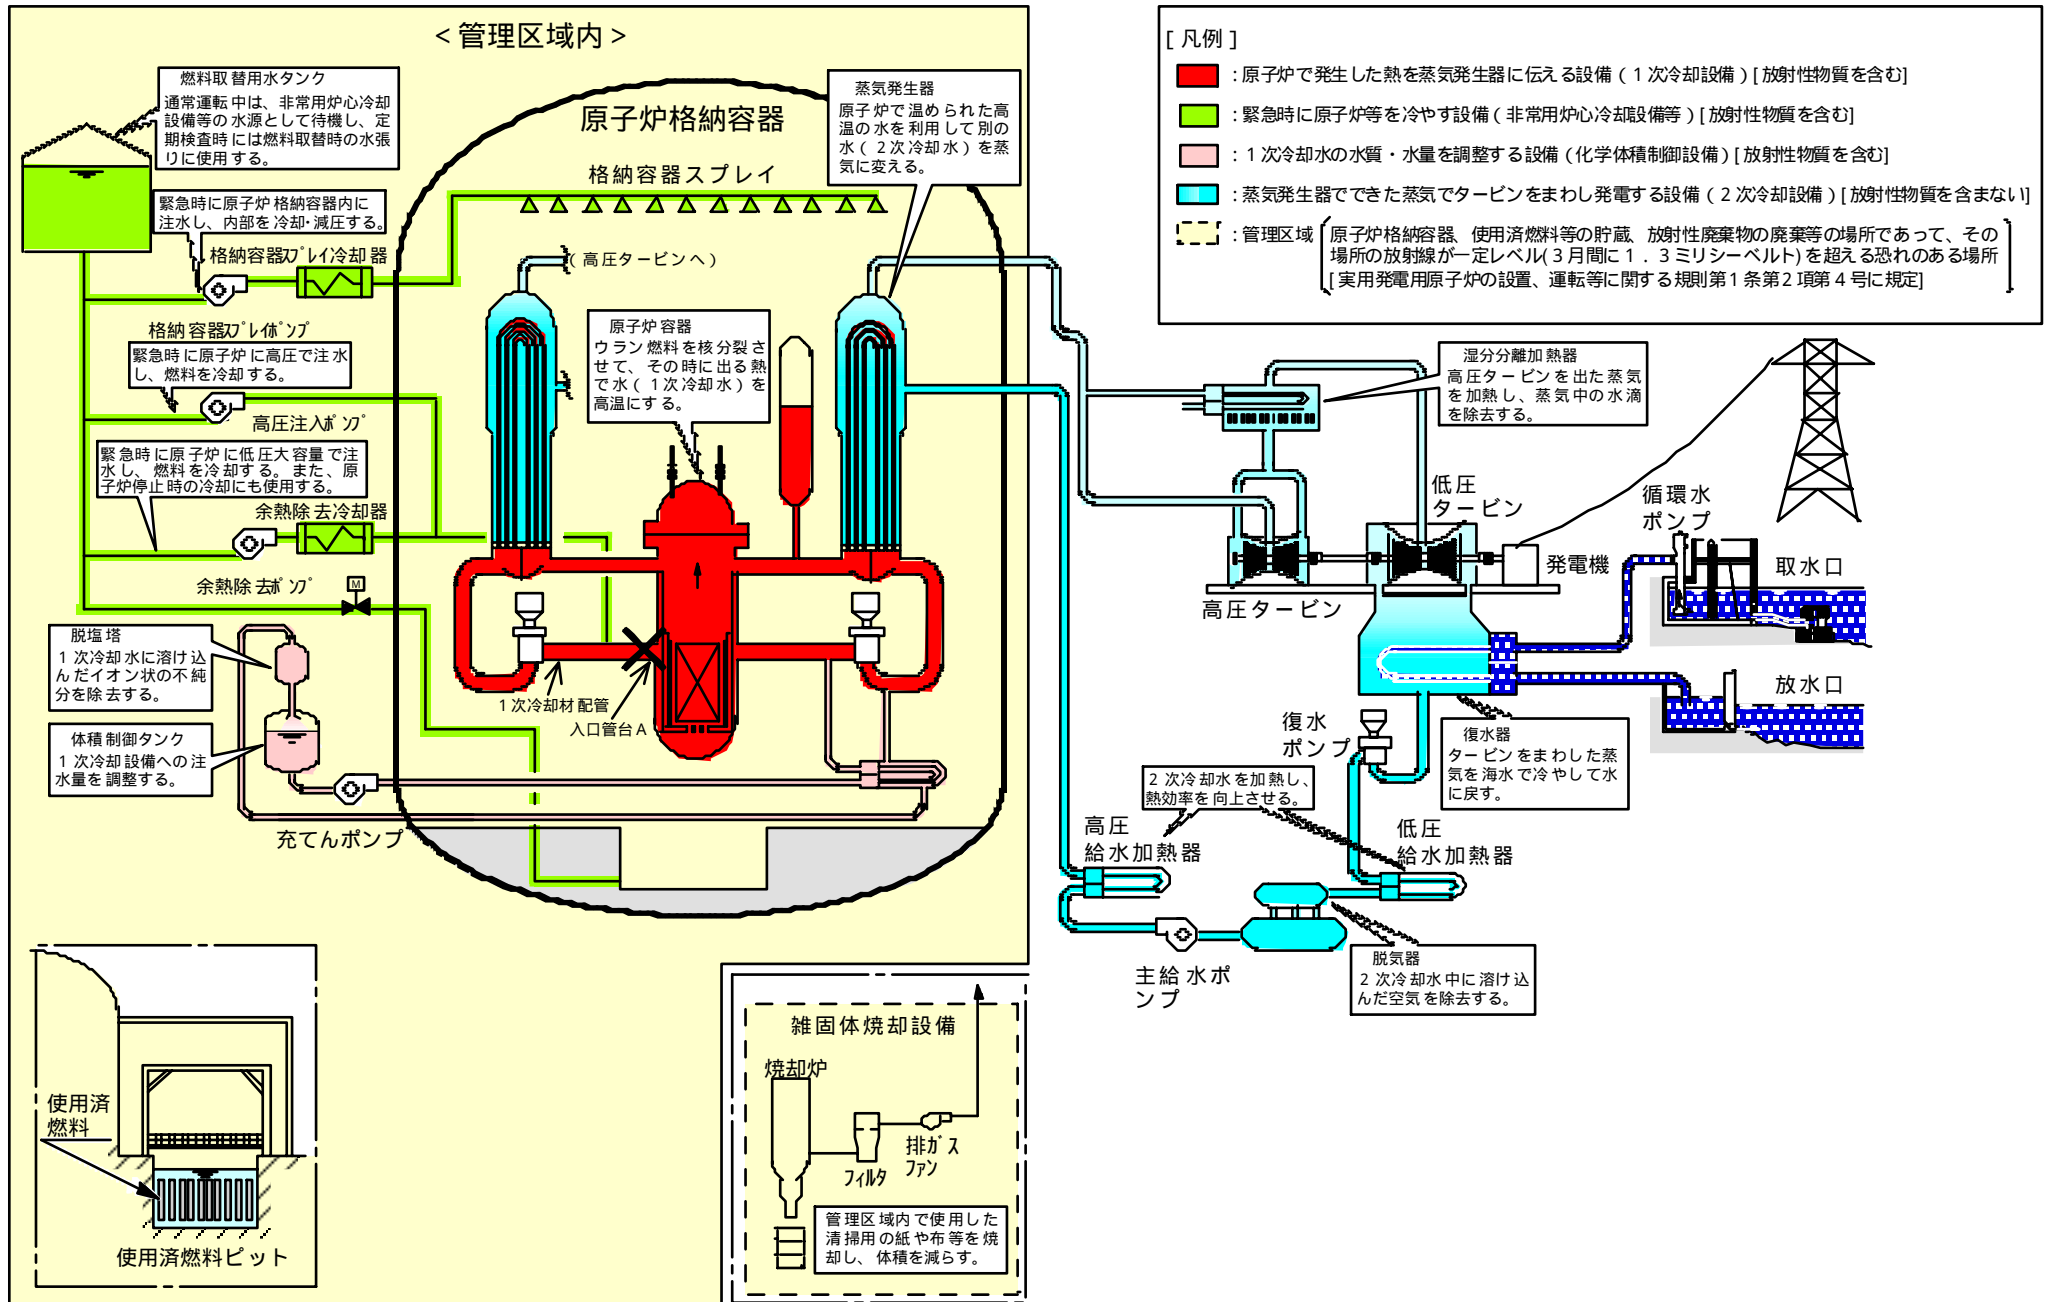 ＜管理区域内＞
燃料取替用水タンク
通常運転中は、非常用炉心冷却
設備等の水源として待機し、定
期検査時には燃料取替時の水張
りに使用する。
緊急時に原子炉格納容器内に
注水し、内部を冷却・減圧する。
格納容器ｽﾌﾟﾚｲ冷却器
格納容器ｽﾌﾟﾚｲﾎﾟﾝﾌﾟ
緊急時に原子炉に高圧で注水
し、燃料を冷却する。
高圧注入ﾎﾟﾝﾌﾟ
緊急時に原子炉に低圧大容量で注
水し、燃料を冷却する。また、原
子炉停止時の冷却にも使用する。
余熱除去冷却器
余熱除去ﾎﾟﾝﾌﾟ
M
脱塩塔
１次冷却水に溶け込
んだイオン状の不純
分を除去する。
体積制御タンク
１次冷却設備への注
水量を調整する。
充てんポンプ
原子炉格納容器
格納容器スプレイ
（高圧タービンへ）
蒸気発生器
原子炉で温められた高
温の水を利用して別の
水（２次冷却水）を蒸
気に変える。
原子炉容器
ウラン燃料を核分裂さ
せて、その時に出る熱
で水（１次冷却水）を
高温にする。
１次冷却材配管
入口管台Ａ
［凡例］
：原子炉で発生した熱を蒸気発生器に伝える設備（１次冷却設備）［放射性物質を含む］
：緊急時に原子炉等を冷やす設備（非常用炉心冷却設備等）［放射性物質を含む］
：１次冷却水の水質・水量を調整する設備（化学体積制御設備）［放射性物質を含む］
：蒸気発生器でできた蒸気でタービンをまわし発電する設備（２次冷却設備）［放射性物質を含まない］
：管理区域
原子炉格納容器、使用済燃料等の貯蔵、放射性廃棄物の廃棄等の場所であって、その
場所の放射線が一定レベル(３月間に１．３ミリシーベルト)を超える恐れのある場所
［実用発電用原子炉の設置、運転等に関する規則第１条第２項第４号に規定］
湿分分離加熱器
高圧タービンを出た蒸気
を加熱し、蒸気中の水滴
を除去する。
低圧
タービン
高圧タービン
発電機
循環水
ポンプ
取水口
放水口
復水
ポンプ
復水器
タービンをまわした蒸
気を海水で冷やして水
に戻す。
２次冷却水を加熱し、
熱効率を向上させる。
高圧
給水加熱器
低圧
給水加熱器
主給水ポ
ンプ
脱気器
２次冷却水中に溶け込
んだ空気を除去する。
使用済
燃料
使用済燃料ピット
雑固体焼却設備
焼却炉
フィルタ
排ｶﾞｽ
ファン
管理区域内で使用した
清掃用の紙や布等を焼
却し、体積を減らす。